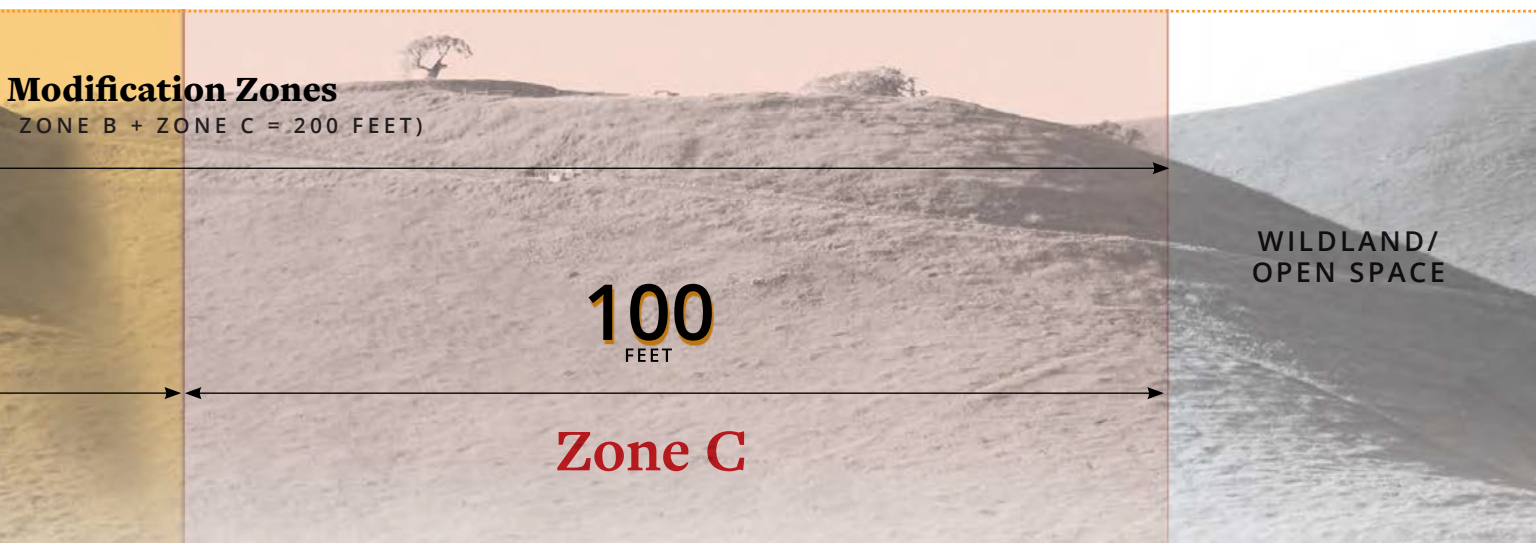 Modification Zones
ZONE B + ZONE C = 200 FEET)
WILDLAND/
OPEN SPACE
100
FEET
Zone C